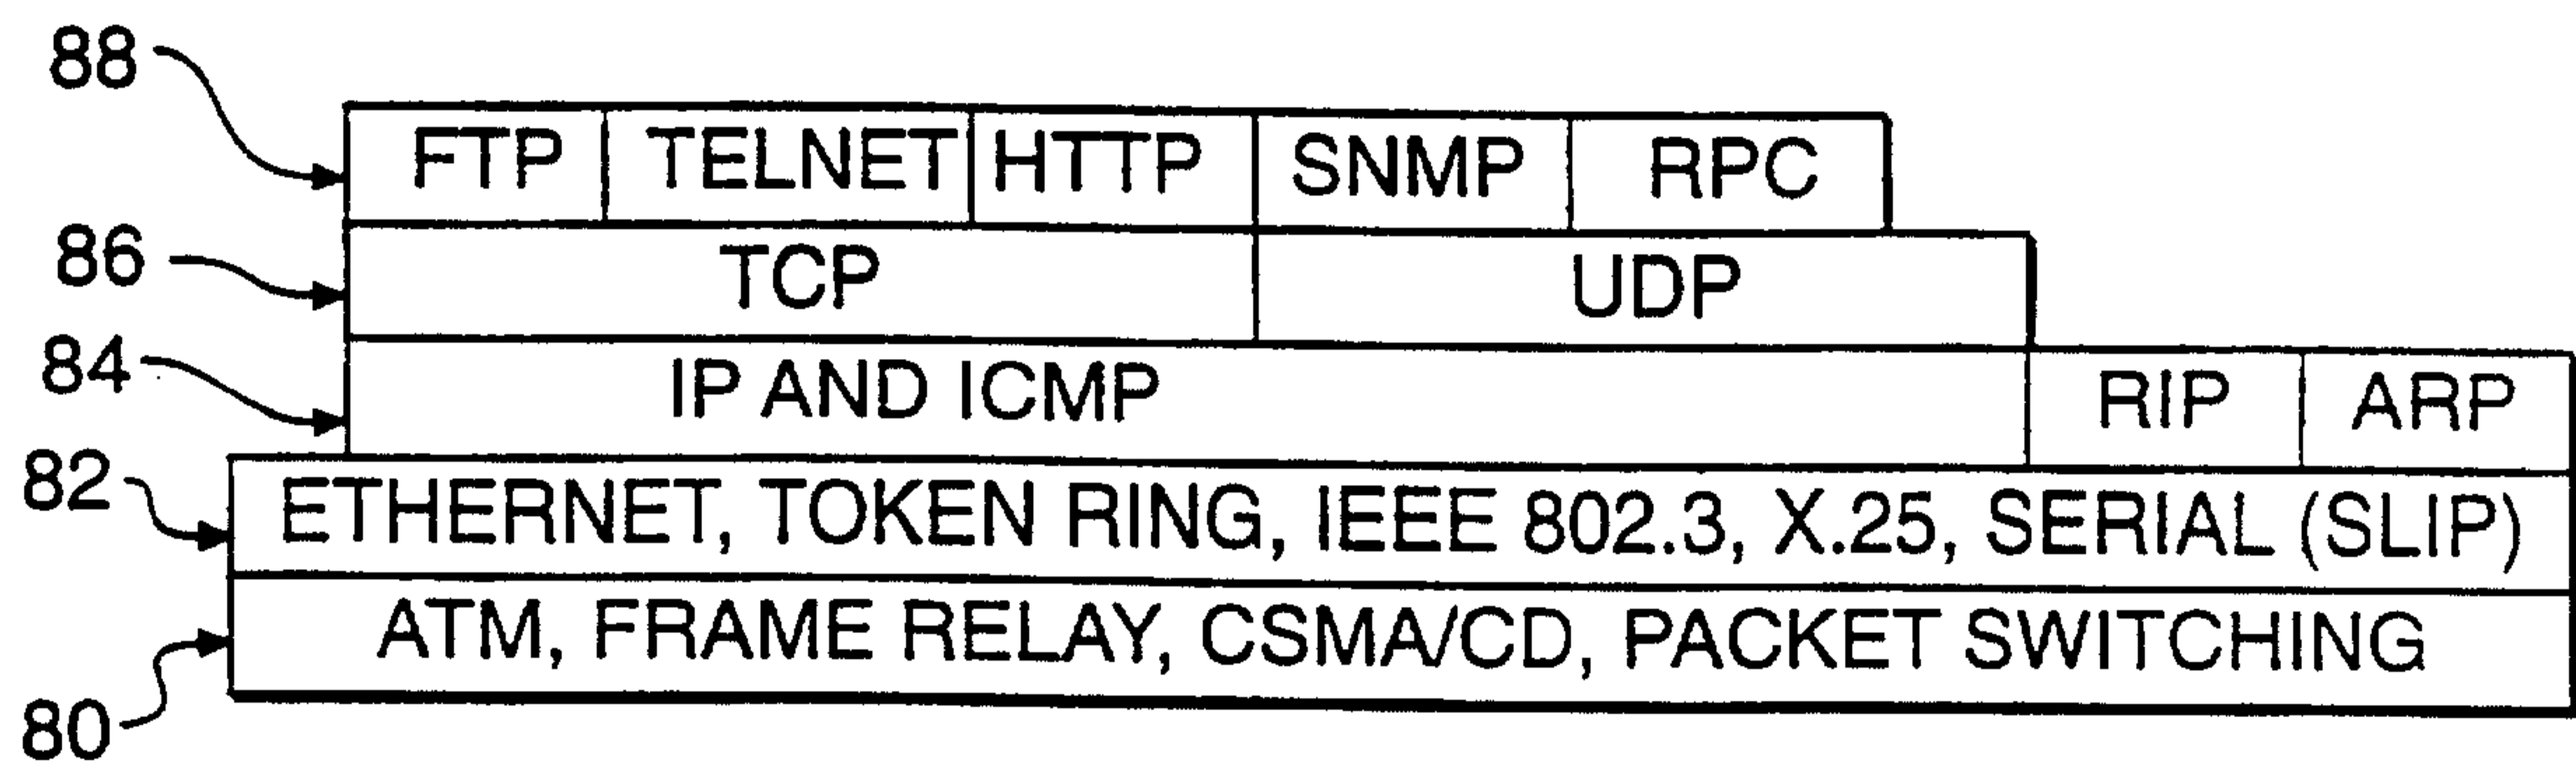 88 FTP TELNET HTTP SNMP RPC
86 TCP UDP
84 IP AND ICMP RIP ARP
82 ETHERNET, TOKEN RING, IEEE 802.3, X.25, SERIAL (SLIP)
80 ATM, FRAME RELAY, CSMA/CD, PACKET SWITCHING